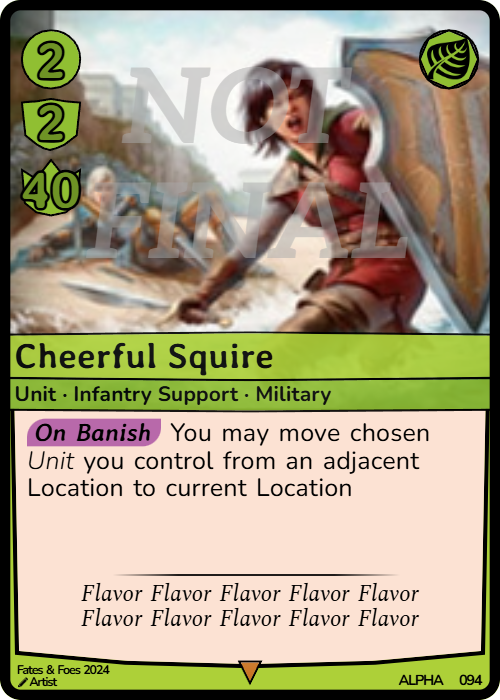 2
2
40
NOT
FINAL
Cheerful Squire
Unit · Infantry Support · Military
On Banish You may move chosen
Unit you control from an adjacent
Location to current Location
Flavor Flavor Flavor Flavor Flavor
Flavor Flavor Flavor Flavor Flavor
Fates & Foes 2024
Artist
ALPHA 094